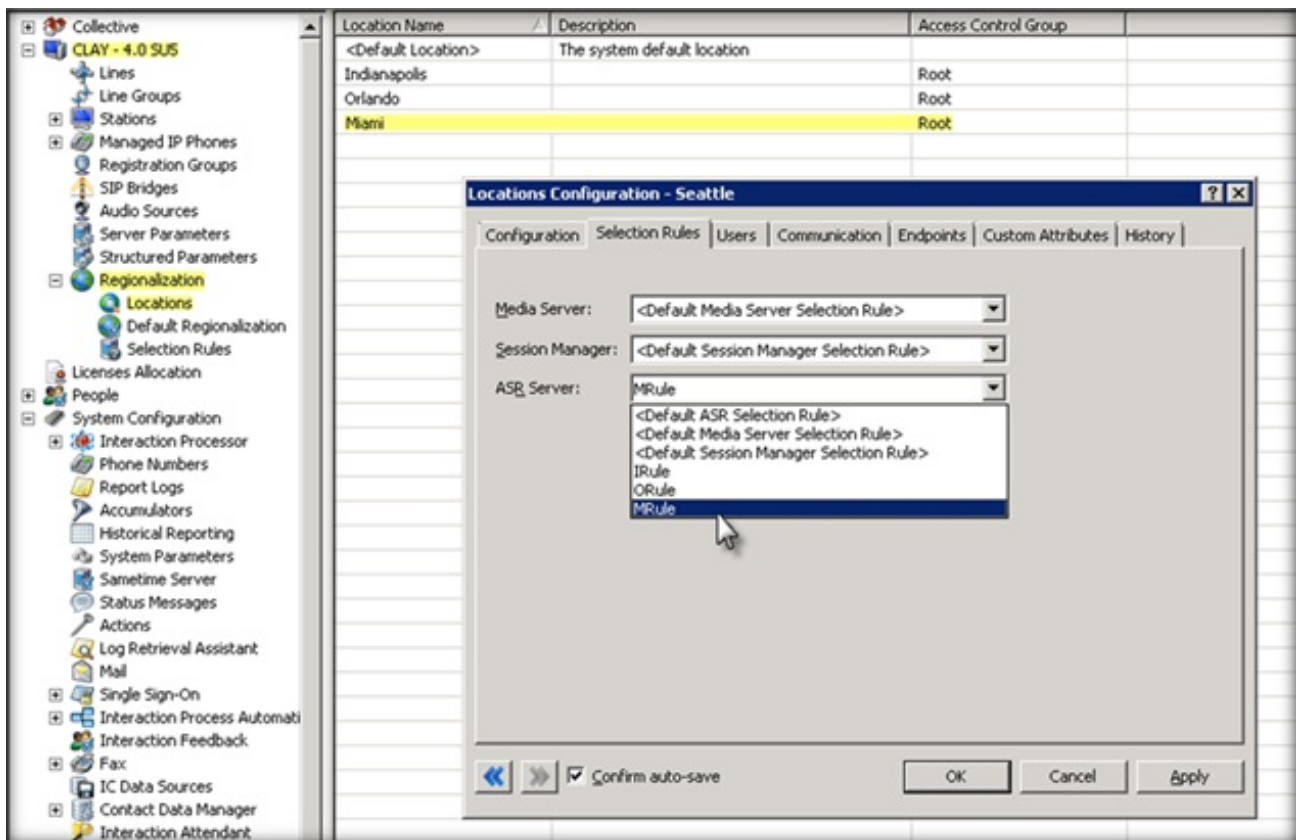 Collective
CLAY - 4.0 SUS
Lines
Line Groups
Stations
Managed IP Phones
Registration Groups
SIP Bridges
Audio Sources
Server Parameters
Structured Parameters
Regionalization
Locations
Default Regionalization
Selection Rules
Licenses Allocation
People
System Configuration
Interaction Processor
Phone Numbers
Report Logs
Accumulators
Historical Reporting
System Parameters
Sametime Server
Status Messages
Actions
Log Retrieval Assistant
Mail
Single Sign-On
Interaction Process Automati
Interaction Feedback
Fax
IC Data Sources
Contact Data Manager
Interaction Attendant
Location Name Description Access Control Group
<Default Location> The system default location
Indianapolis Root
Orlando Root
Miami Root
Locations Configuration - Seattle
Configuration Selection Rules Users Communication Endpoints Custom Attributes History
Media Server: <Default Media Server Selection Rule>
Session Manager: <Default Session Manager Selection Rule>
ASR Server: MRule
<Default ASR Selection Rule>
<Default Media Server Selection Rule>
<Default Session Manager Selection Rule>
IRule
ORule
MRule
Confirm auto-save OK Cancel Apply